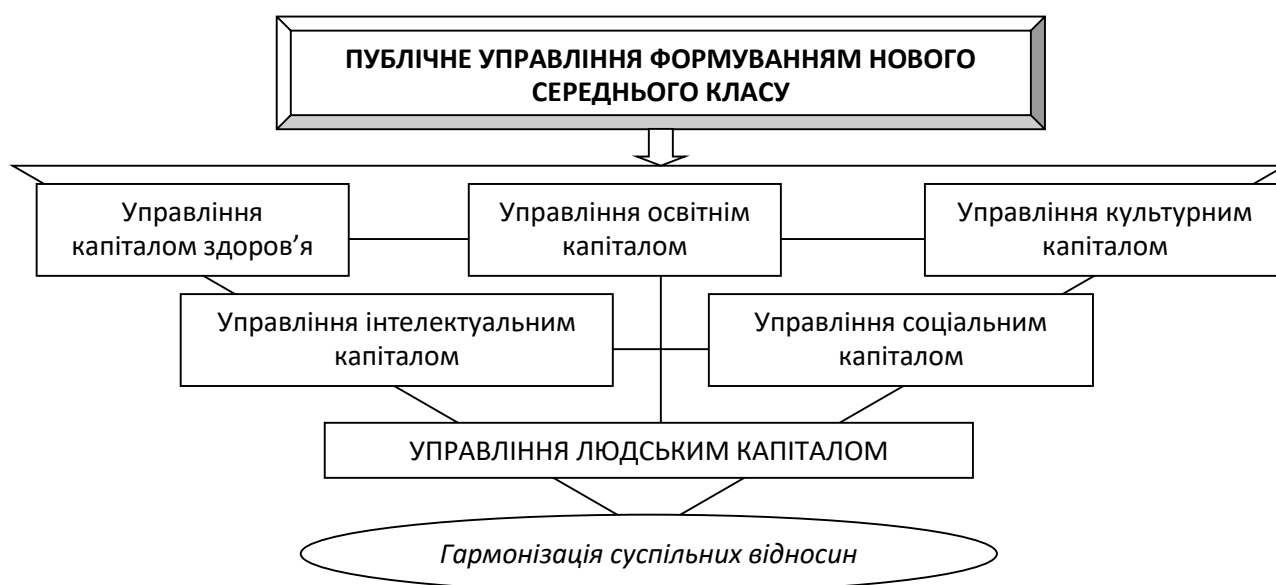 ПУБЛІЧНЕ УПРАВЛІННЯ ФОРМУВАННЯМ НОВОГО
СЕРЕДНЬОГО КЛАСУ
Управління
капіталом здоров’я
Управління освітнім
капіталом
Управління культурним
капіталом
Управління інтелектуальним
капіталом
Управління соціальним
капіталом
УПРАВЛІННЯ ЛЮДСЬКИМ КАПІТАЛОМ
Гармонізація суспільних відносин